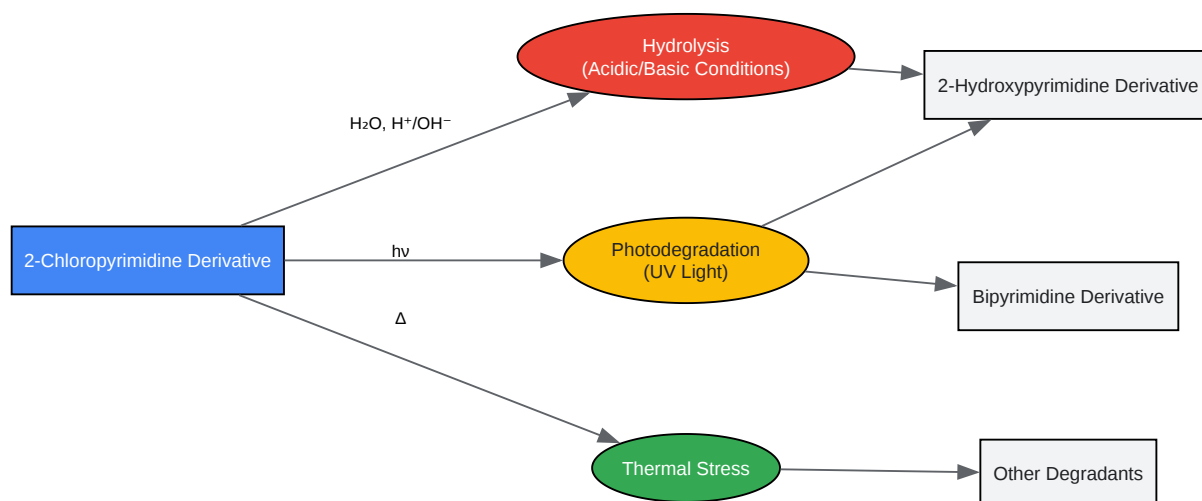 Hydrolysis
(Acidic/Basic Conditions)
2-Hydroxypyrimidine Derivative
H₂O, H⁺/OH⁻
2-Chloropyrimidine Derivative
hν
Photodegradation
(UV Light)
Bipyrimidine Derivative
Δ
Thermal Stress
Other Degradants